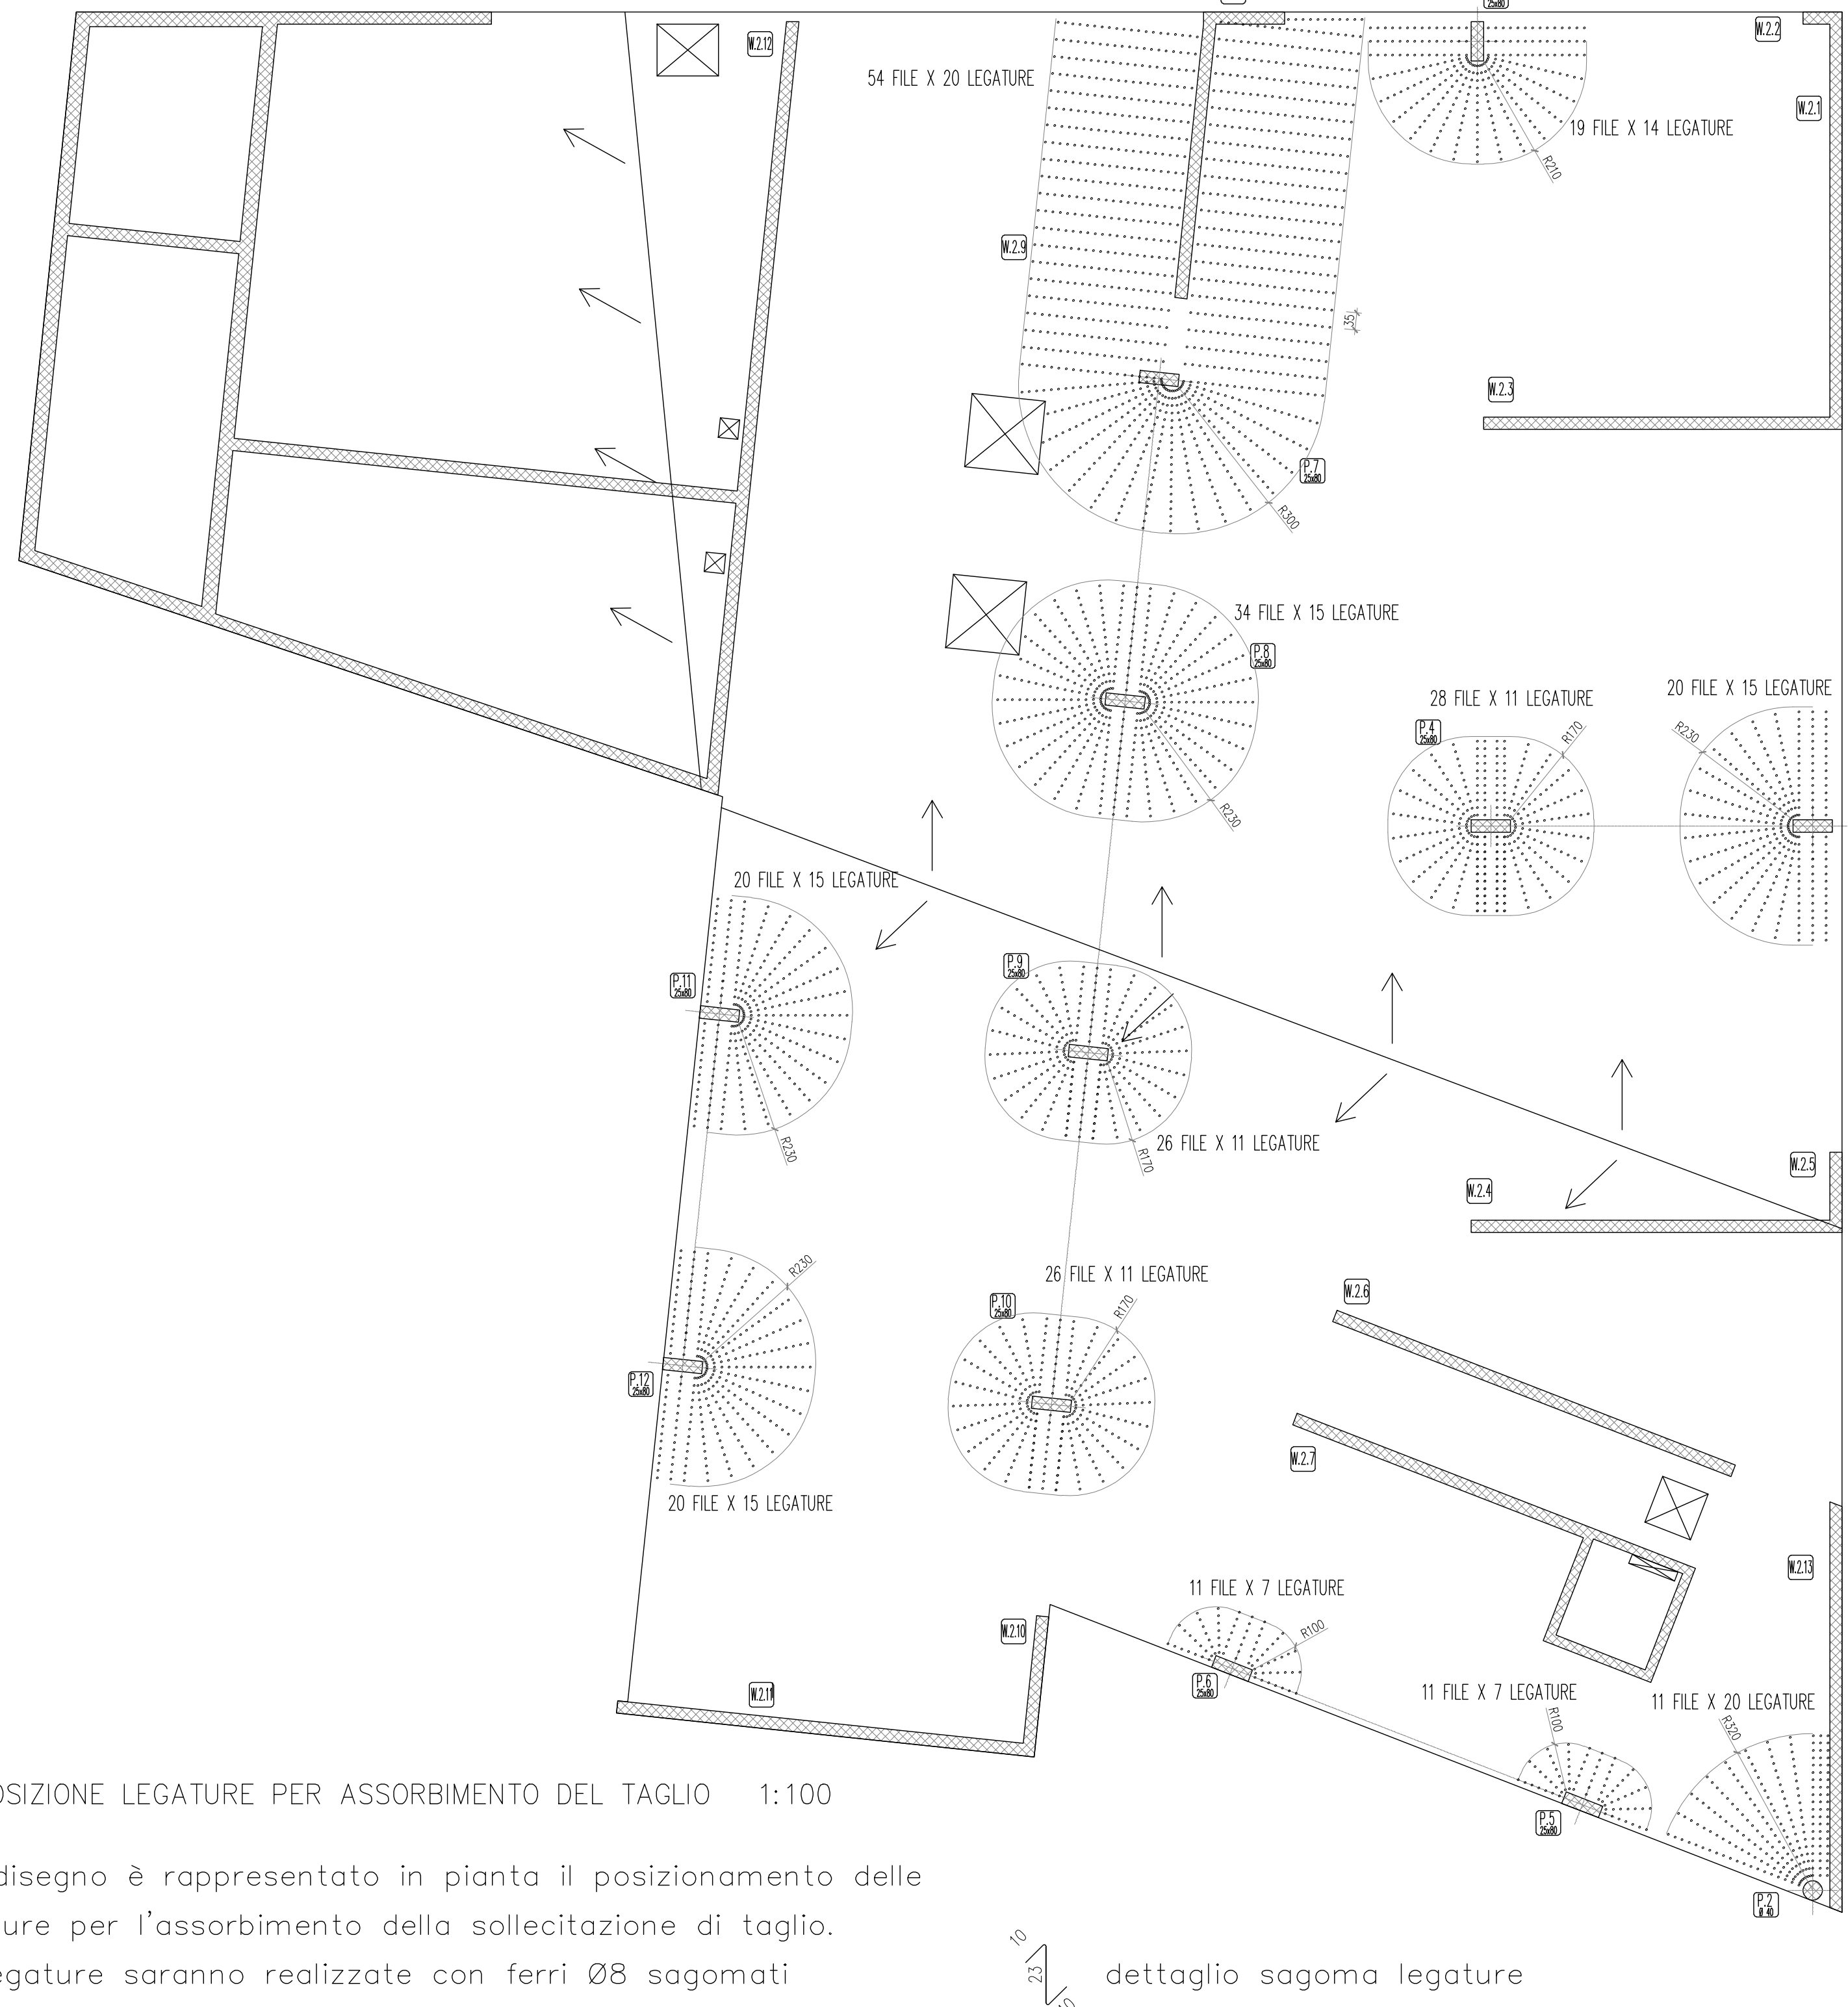 25x80
W.2.12
W.2.2
54 FILE X 20 LEGATURE
W.2.1
19 FILE X 14 LEGATURE
R210
W.2.9
35
W.2.3
P.7
25x80
R300
34 FILE X 15 LEGATURE
P.8
25x80
28 FILE X 11 LEGATURE
20 FILE X 15 LEGATURE
P.4
25x80
R170
R230
R230
20 FILE X 15 LEGATURE
P.9
25x80
P.11
25x80
26 FILE X 11 LEGATURE
R230
R170
W.2.5
W.2.4
R230
26 FILE X 11 LEGATURE
W.2.6
P.10
25x80
R170
P.12
25x80
W.2.7
20 FILE X 15 LEGATURE
W.2.13
11 FILE X 7 LEGATURE
W.2.10
R100
P.6
25x80
W.2.11
11 FILE X 7 LEGATURE
11 FILE X 20 LEGATURE
R100
R320
OSIZIONE LEGATURE PER ASSORBIMENTO DEL TAGLIO 1:100
P.5
25x80
disegno è rappresentato in pianta il posizionamento delle
P.2
Ø 40
ure per l'assorbimento della sollecitazione di taglio.
egature saranno realizzate con ferri Ø8 sagomati
10
23
dettaglio sagoma legature